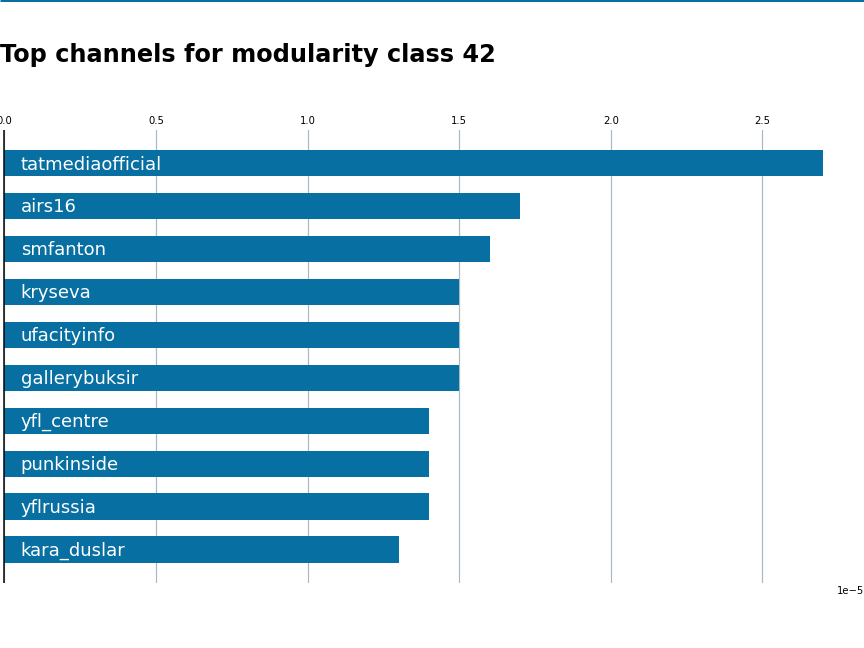 Top channels for modularity class 42
0.0 0.5 1.0 1.5 2.0 2.5
tatmediaofficial
airs16
smfanton
kryseva
ufacityinfo
gallerybuksir
yfl_centre
punkinside
yflrussia
kara_duslar
1e−5